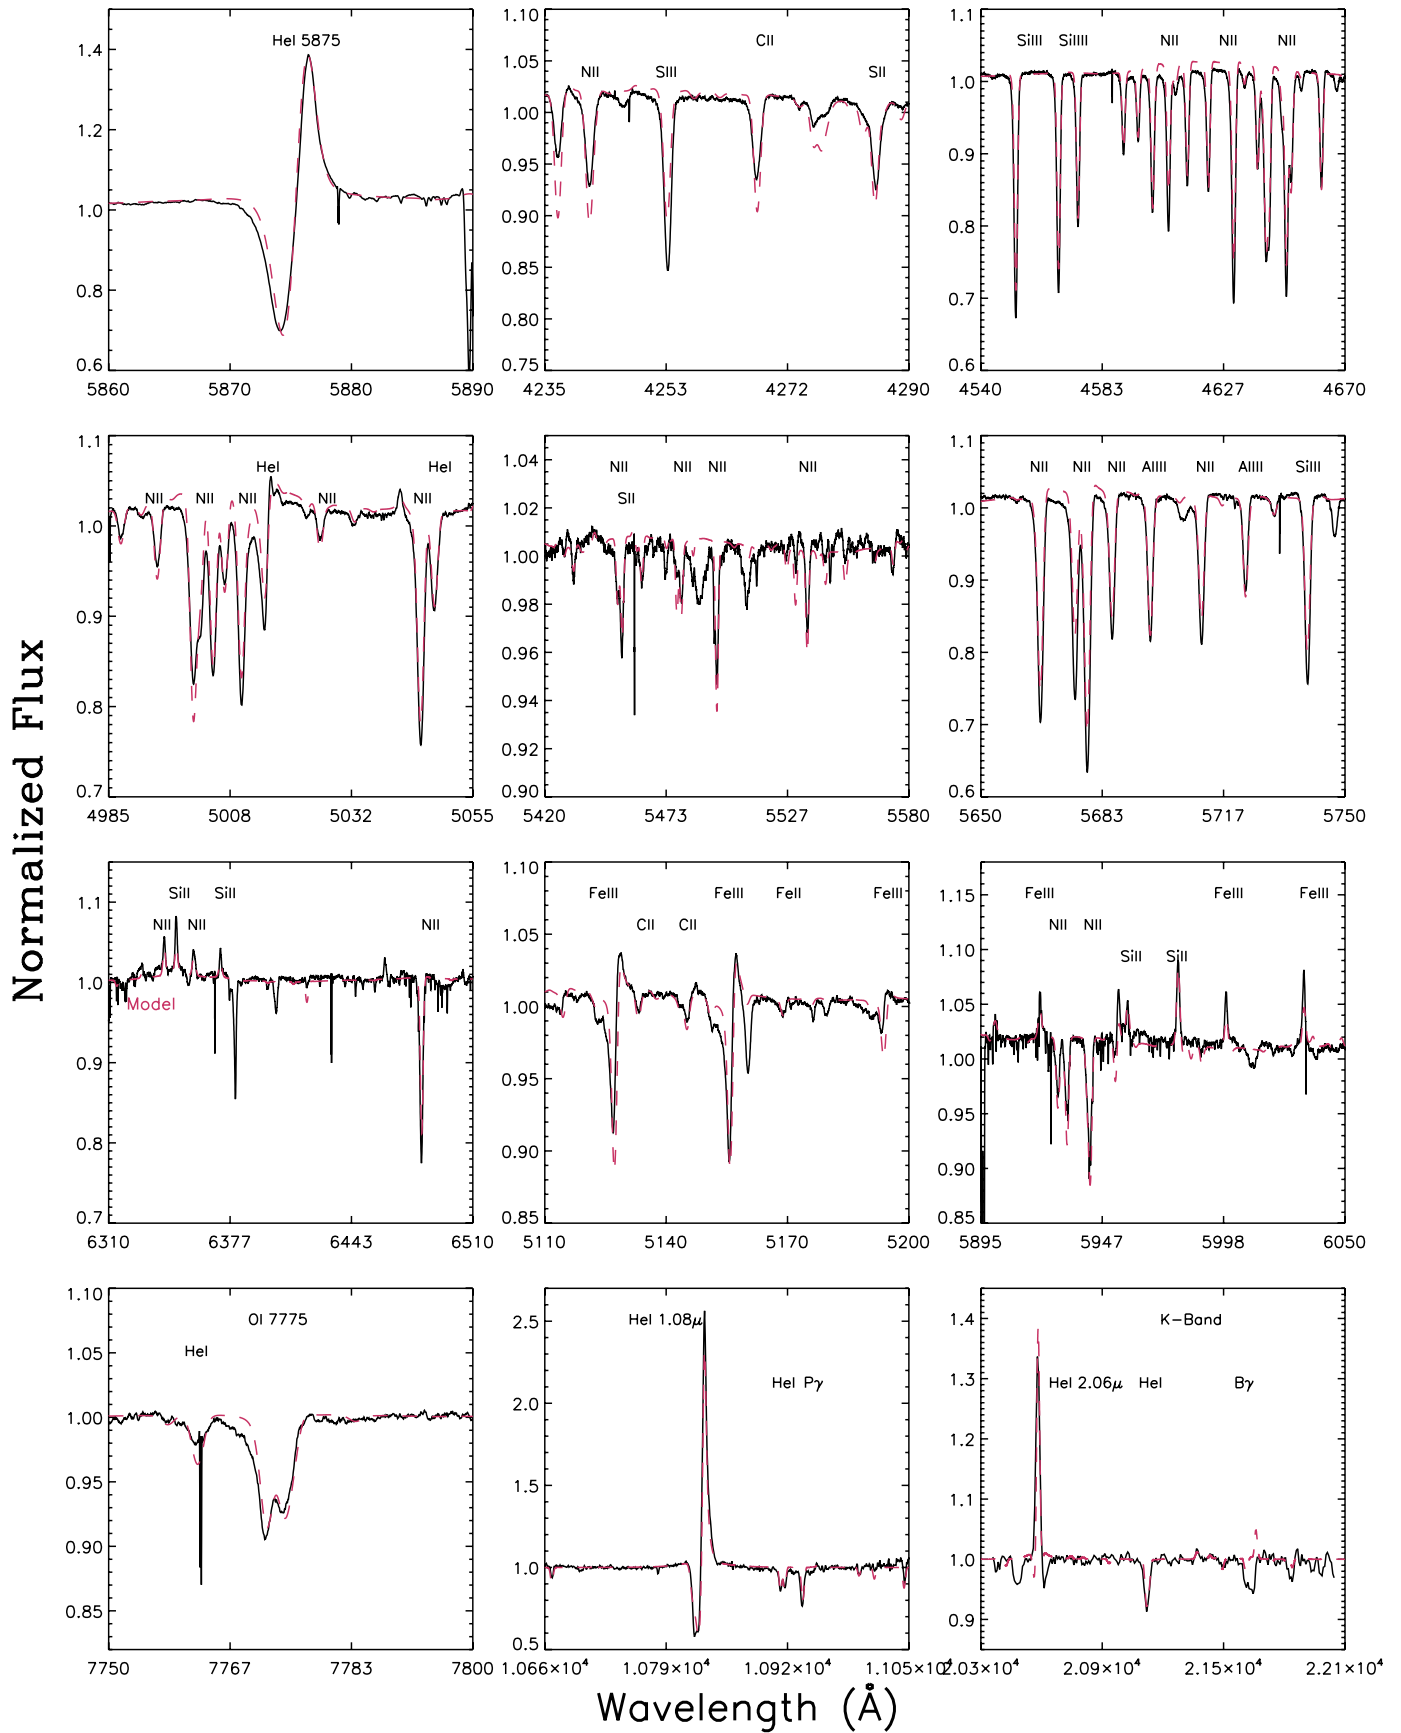 HeI 5875
1.4
1.2
1.0
0.8
0.6
5860 5870 5880 5890
CII
NII SIII SII
1.10
1.05
1.00
0.95
0.90
0.85
0.80
0.75
4235 4253 4272 4290
SiIII SiIIII NII NII NII
1.1
1.0
0.9
0.8
0.7
0.6
4540 4583 4627 4670
HeI HeI
NII NII NII NII NII
1.1
1.0
0.9
0.8
0.7
4985 5008 5032 5055
NII NII NII NII
SII
1.04
1.02
1.00
0.98
0.96
0.94
0.92
0.90
5420 5473 5527 5580
NII NII NII AlIII NII AlIII SiIII
1.1
1.0
0.9
0.8
0.7
0.6
5650 5683 5717 5750
SiII SiII
NII NII NII
Model
1.1
1.0
0.9
0.8
0.7
6310 6377 6443 6510
FeIII FeIII FeII FeIII
CII CII
1.10
1.05
1.00
0.95
0.90
0.85
5110 5140 5170 5200
FeIII FeIII FeIII
NII NII
SiII SiII
1.15
1.10
1.05
1.00
0.95
0.90
0.85
5895 5947 5998 6050
OI 7775
HeI
1.10
1.05
1.00
0.95
0.90
0.85
7750 7767 7783 7800
HeI 1.08μ
HeI Pγ
2.5
2.0
1.5
1.0
0.5
1.066×10⁴ 1.079×10⁴ 1.092×10⁴ 1.105×10⁴
K-Band
HeI 2.06μ HeI Bγ
1.4
1.3
1.2
1.1
1.0
0.9
2.03×10⁴ 2.09×10⁴ 2.15×10⁴ 2.21×10⁴
Normalized Flux
Wavelength (Å)